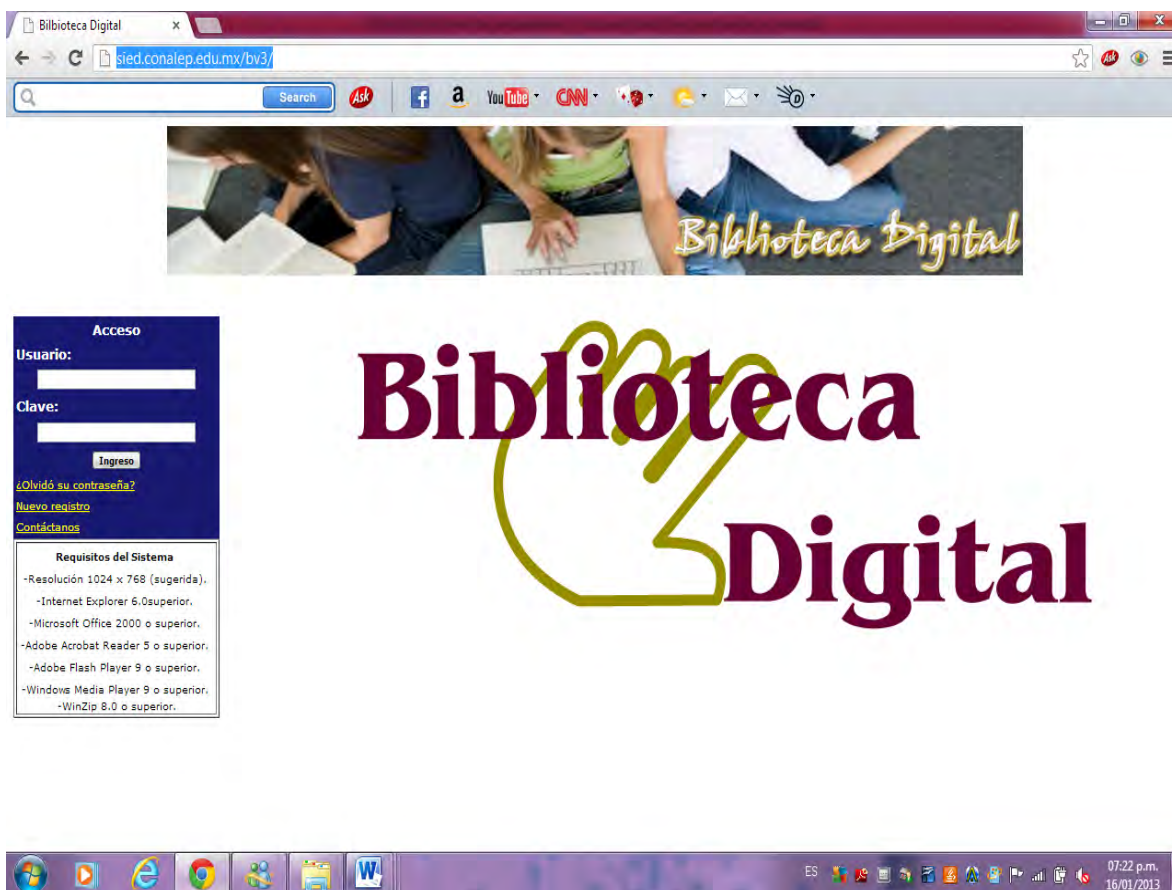 Bilbioteca Digital
sied.conalep.edu.mx/bv3/
Search
Ask
f
a
You Tube
CNN
D
Biblioteca Digital
Acceso
Usuario:
Clave:
Ingreso
¿Olvidó su contraseña?
Nuevo registro
Contáctanos
Requisitos del Sistema
-Resolución 1024 x 768 (sugerida).
-Internet Explorer 6.0superior.
-Microsoft Office 2000 o superior.
-Adobe Acrobat Reader 5 o superior.
-Adobe Flash Player 9 o superior.
-Windows Media Player 9 o superior.
-WinZip 8.0 o superior.
Biblioteca
Digital
ES
07:22 p.m.
16/01/2013